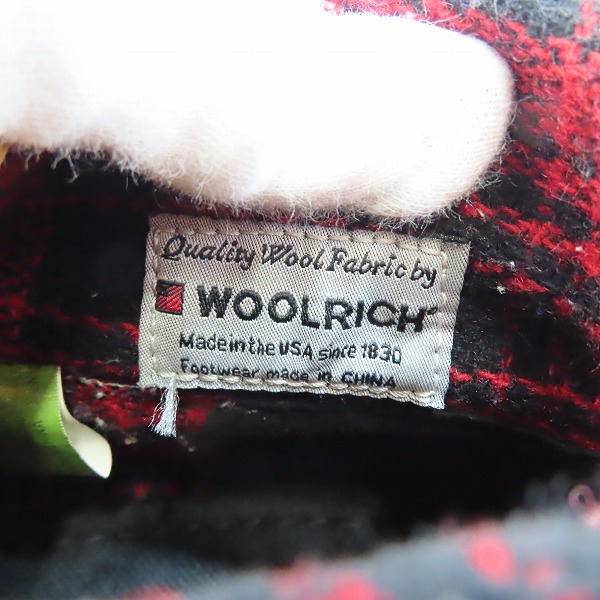 Quality Wool Fabric by
WOOLRICH
Made in the USA since 1830
Footwear made in CHINA